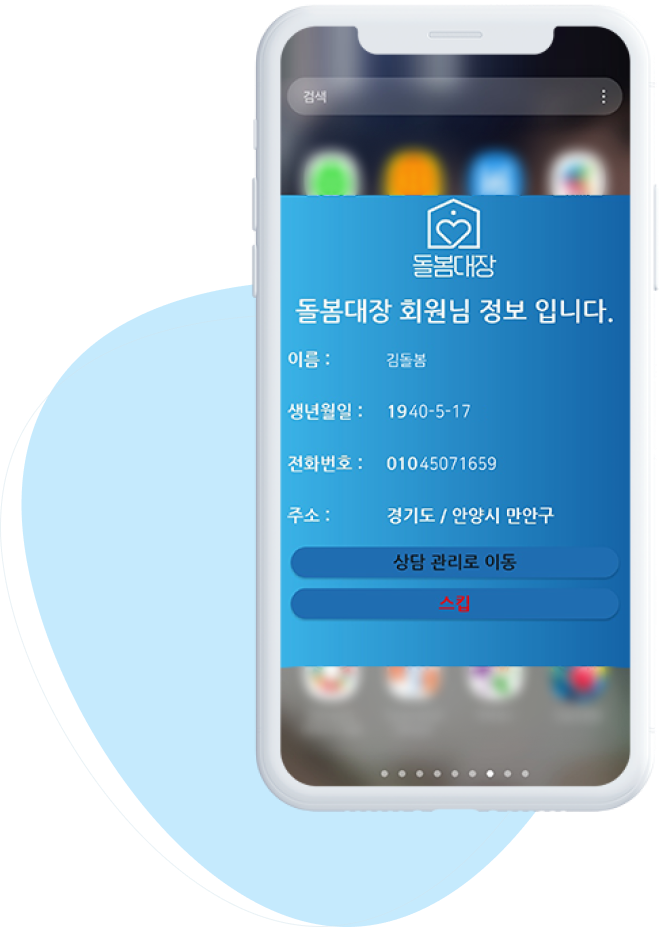 검색
돌봄대장
돌봄대장 회원님 정보 입니다.
이름 : 김돌봄
생년월일 : 1940-5-17
전화번호 : 01045071659
주소 : 경기도 / 안양시 만안구
상담 관리로 이동
스킵